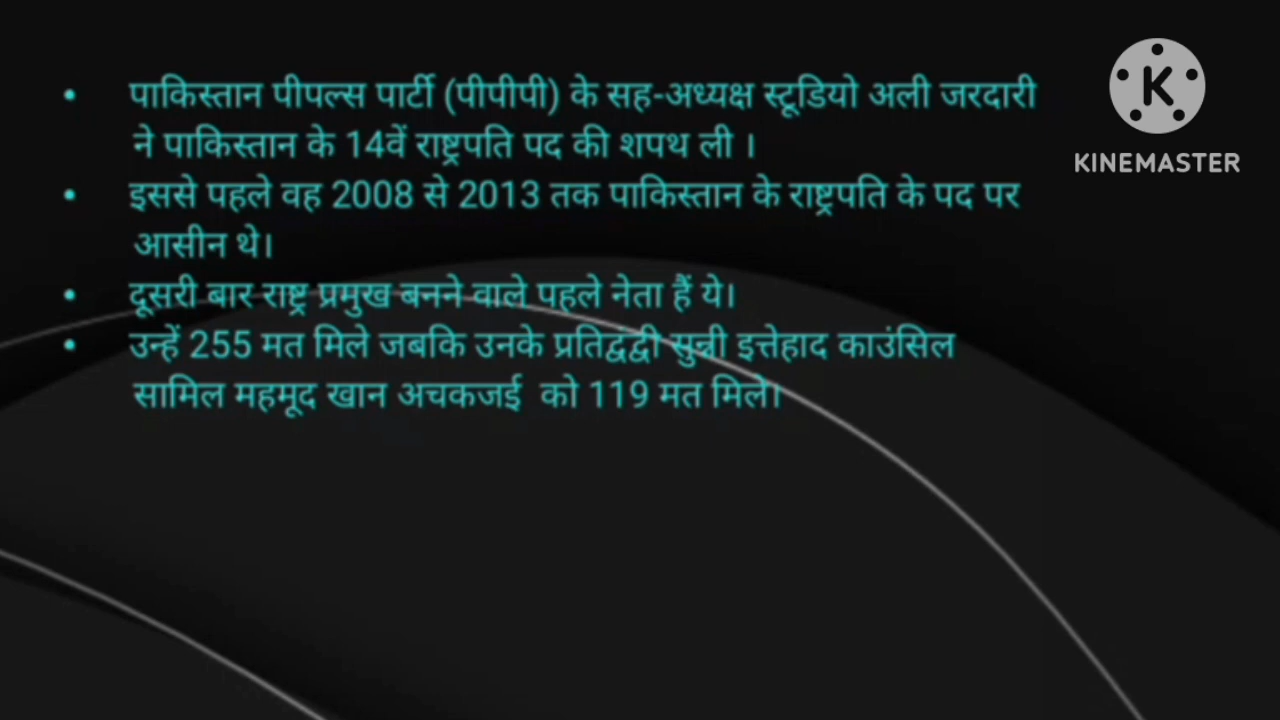 • पाकिस्तान पीपल्स पार्टी (पीपीपी) के सह-अध्यक्ष स्टूडियो अली जरदारी
ने पाकिस्तान के 14वें राष्ट्रपति पद की शपथ ली ।
• इससे पहले वह 2008 से 2013 तक पाकिस्तान के राष्ट्रपति के पद पर
आसीन थे।
• दूसरी बार राष्ट्र प्रमुख बनने वाले पहले नेता हैं ये।
• उन्हें 255 मत मिले जबकि उनके प्रतिद्वद्वी सुन्नी इत्तेहाद काउंसिल
सामिल महमूद खान अचकजई को 119 मत मिले।
KINEMASTER